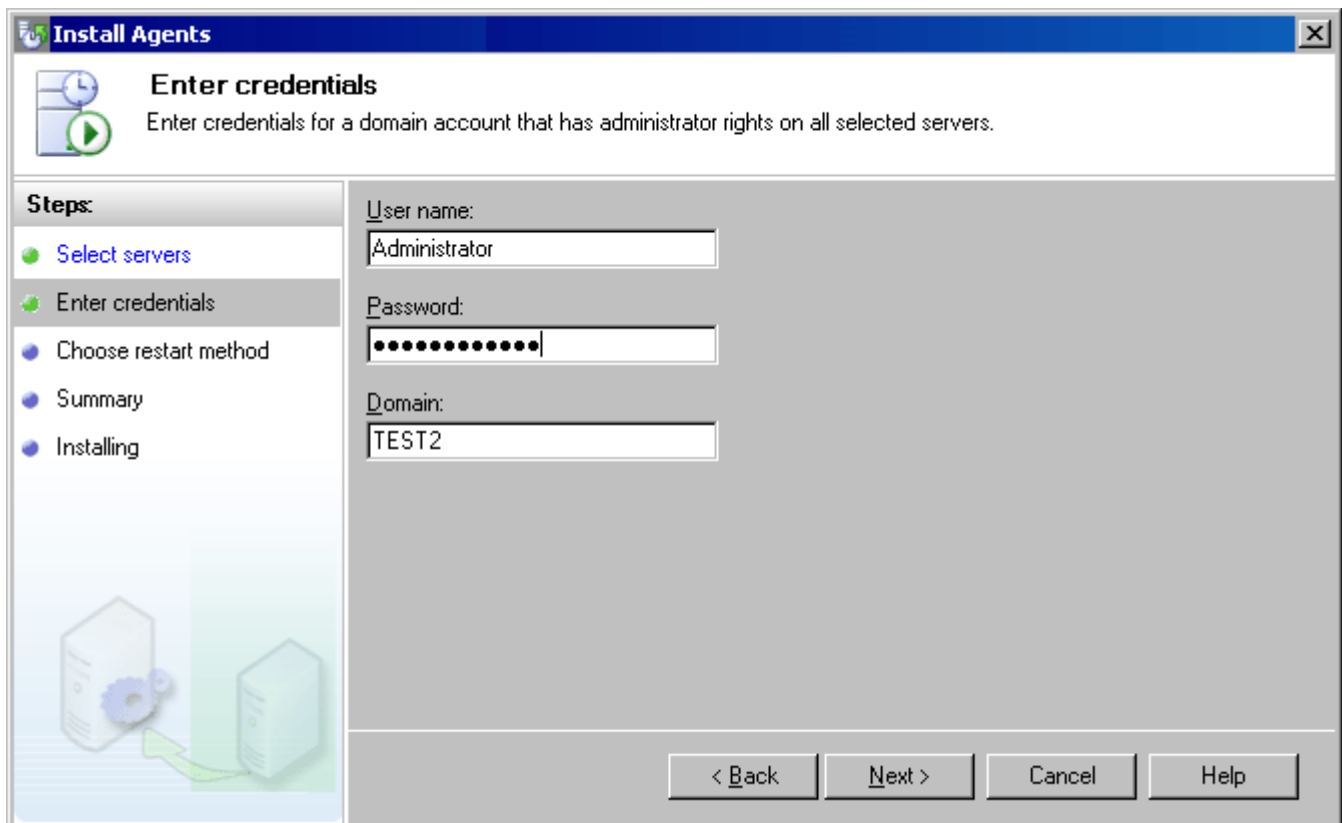 Install Agents
Enter credentials
Enter credentials for a domain account that has administrator rights on all selected servers.
Steps:
Select servers
Enter credentials
Choose restart method
Summary
Installing
User name:
Administrator
Password:
●●●●●●●●●●●●
Domain:
TEST2
< Back
Next >
Cancel
Help